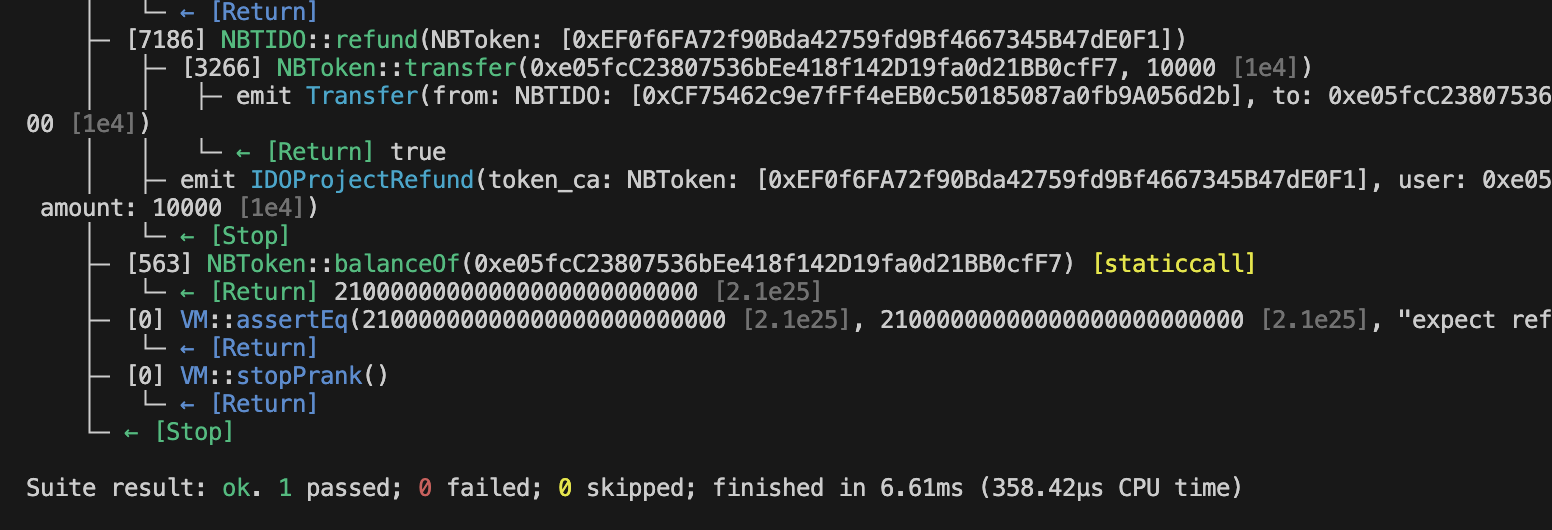 ← [Return]
[7186] NBTIDO::refund(NBToken: [0xEF0f6FA72f90Bda42759fd9Bf4667345B47dE0F1])
[3266] NBToken::transfer(0xe05fcC23807536bEe418f142D19fa0d21BB0cfF7, 10000 [1e4])
emit Transfer(from: NBTIDO: [0xCF75462c9e7fFf4eEB0c50185087a0fb9A056d2b], to: 0xe05fcC23807536
00 [1e4])
← [Return] true
emit IDOProjectRefund(token_ca: NBToken: [0xEF0f6FA72f90Bda42759fd9Bf4667345B47dE0F1], user: 0xe05
amount: 10000 [1e4])
← [Stop]
[563] NBToken::balanceOf(0xe05fcC23807536bEe418f142D19fa0d21BB0cfF7) [staticcall]
← [Return] 21000000000000000000000000 [2.1e25]
[0] VM::assertEq(21000000000000000000000000 [2.1e25], 21000000000000000000000000 [2.1e25], "expect ref
← [Return]
[0] VM::stopPrank()
← [Return]
← [Stop]
Suite result: ok. 1 passed; 0 failed; 0 skipped; finished in 6.61ms (358.42µs CPU time)